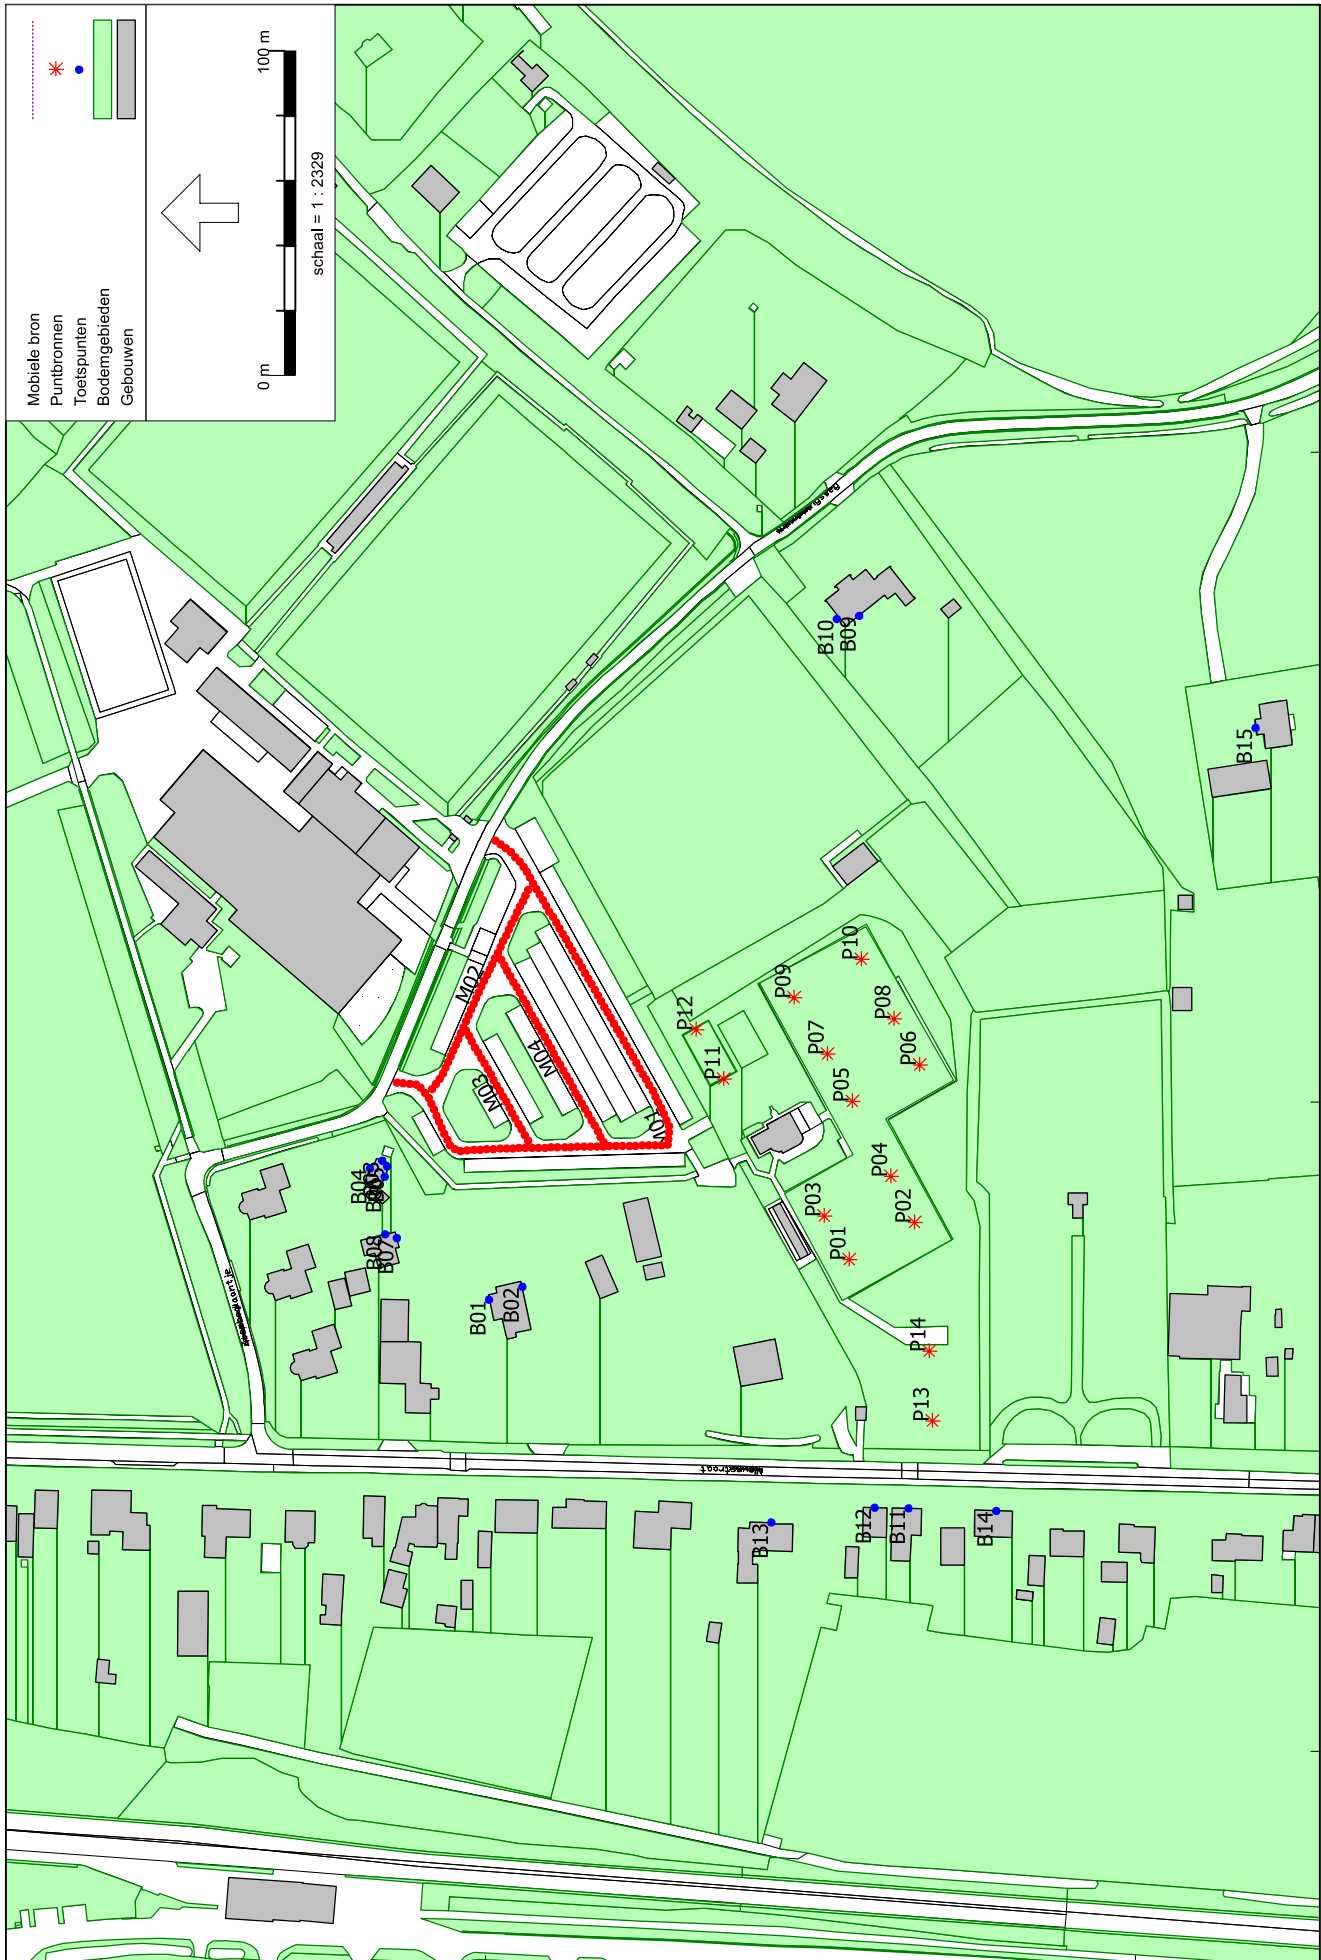 Mobiele bron
Puntbronnen
Toetspunten
Bodemgebieden
Gebouwen
0 m
100 m
schaal = 1 : 2329
M02
M03
M04
M01
B04
B08
B07
B01
B02
B10
B09
B15
P12
P11
P09
P10
P07
P08
P05
P06
P04
P03
P02
P01
P14
P13
B13
B12
B11
B14